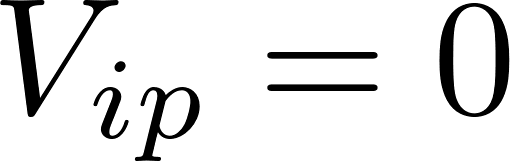 $V_{ip} = 0$